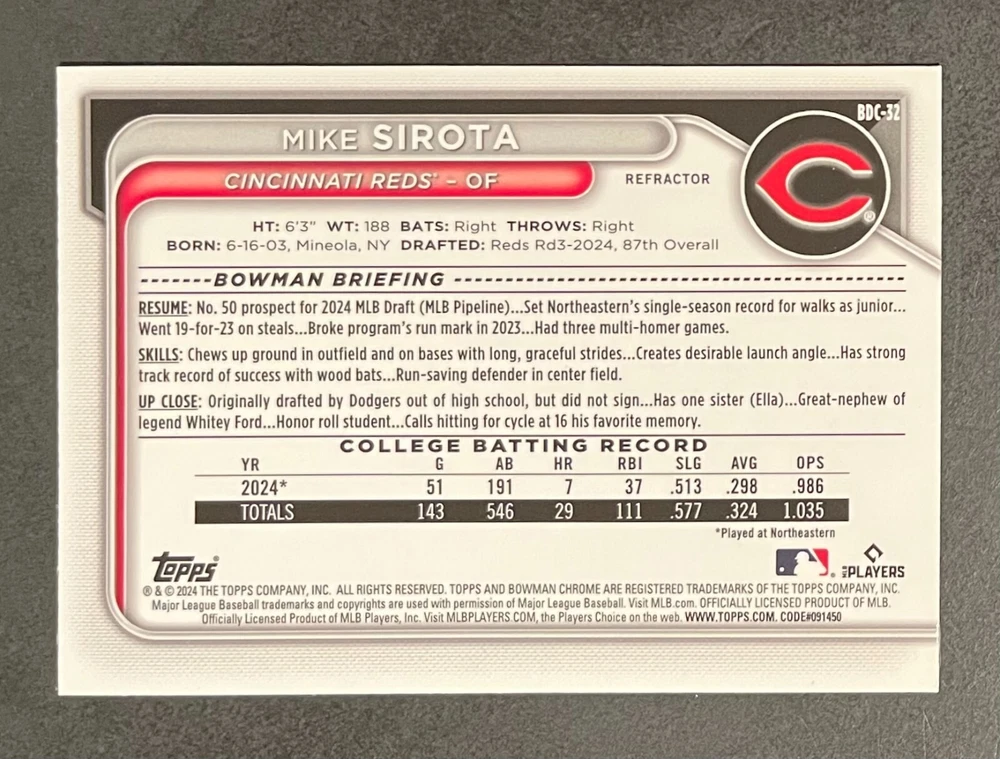 BDC-32
MIKE SIROTA
CINCINNATI REDS® – OF
REFRACTOR
C ®
HT: 6'3" WT: 188 BATS: Right THROWS: Right
BORN: 6-16-03, Mineola, NY DRAFTED: Reds Rd3-2024, 87th Overall
BOWMAN BRIEFING
RESUME: No. 50 prospect for 2024 MLB Draft (MLB Pipeline)...Set Northeastern's single-season record for walks as junior...
Went 19-for-23 on steals...Broke program's run mark in 2023...Had three multi-homer games.
SKILLS: Chews up ground in outfield and on bases with long, graceful strides...Creates desirable launch angle...Has strong
track record of success with wood bats...Run-saving defender in center field.
UP CLOSE: Originally drafted by Dodgers out of high school, but did not sign...Has one sister (Ella)...Great-nephew of
legend Whitey Ford...Honor roll student...Calls hitting for cycle at 16 his favorite memory.
COLLEGE BATTING RECORD
YR G AB HR RBI SLG AVG OPS
2024* 51 191 7 37 .513 .298 .986
TOTALS 143 546 29 111 .577 .324 1.035
*Played at Northeastern
Topps ® MLB PLAYERS
® & © 2024 THE TOPPS COMPANY, INC. ALL RIGHTS RESERVED. TOPPS AND BOWMAN CHROME ARE REGISTERED TRADEMARKS OF THE TOPPS COMPANY, INC.
Major League Baseball trademarks and copyrights are used with permission of Major League Baseball. Visit MLB.com. OFFICIALLY LICENSED PRODUCT OF MLB.
Officially Licensed Product of MLB Players, Inc. Visit MLBPLAYERS.COM, the Players Choice on the web. WWW.TOPPS.COM. CODE#091450